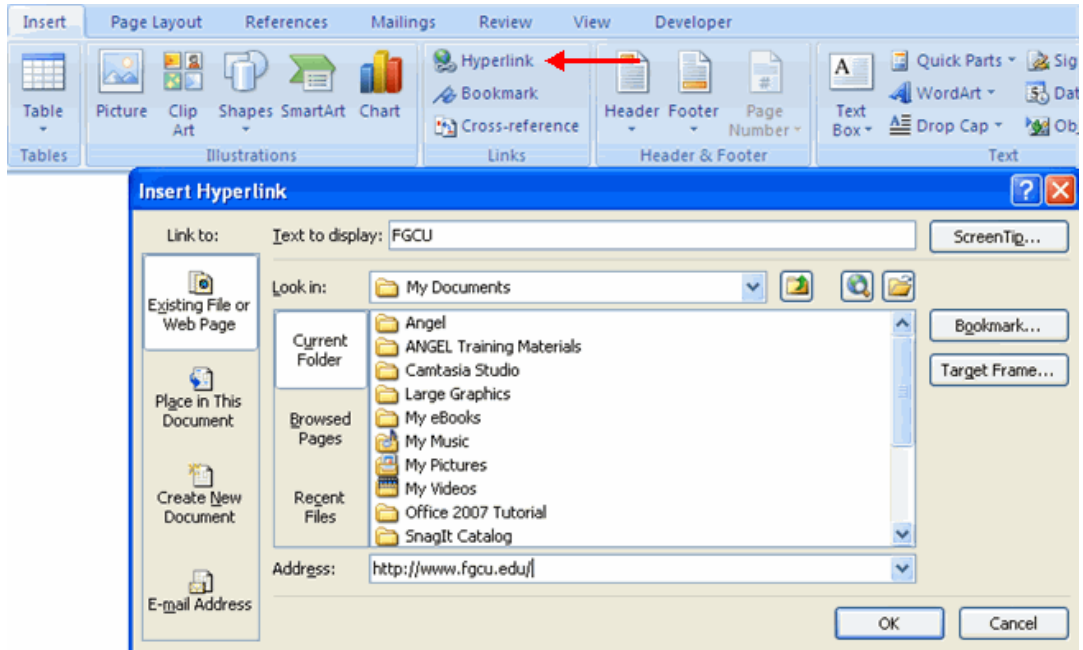 Insert Page Layout References Mailings Review View Developer
Hyperlink Quick Parts Sig
Bookmark WordArt Dat
Table Picture Clip Art Shapes SmartArt Chart Header Footer Page Number Text Box
Cross-reference Drop Cap Obj
Tables Illustrations Links Header & Footer Text
Insert Hyperlink
Link to: Text to display: FGCU ScreenTip...
Existing File or Web Page
Look in: My Documents
Current Folder
Angel
Bookmark...
ANGEL Training Materials
Camtasia Studio
Target Frame...
Place in This Document
Large Graphics
Browsed Pages
My eBooks
My Music
My Pictures
Create New Document
Recent Files
My Videos
Office 2007 Tutorial
SnagIt Catalog
E-mail Address
Address: http://www.fgcu.edu/
OK Cancel